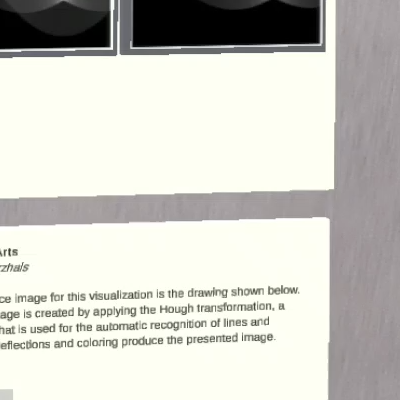 Arts
rzhals
ce image for this visualization is the drawing shown below.
age is created by applying the Hough transformation, a
hat is used for the automatic recognition of lines and
eflections and coloring produce the presented image.